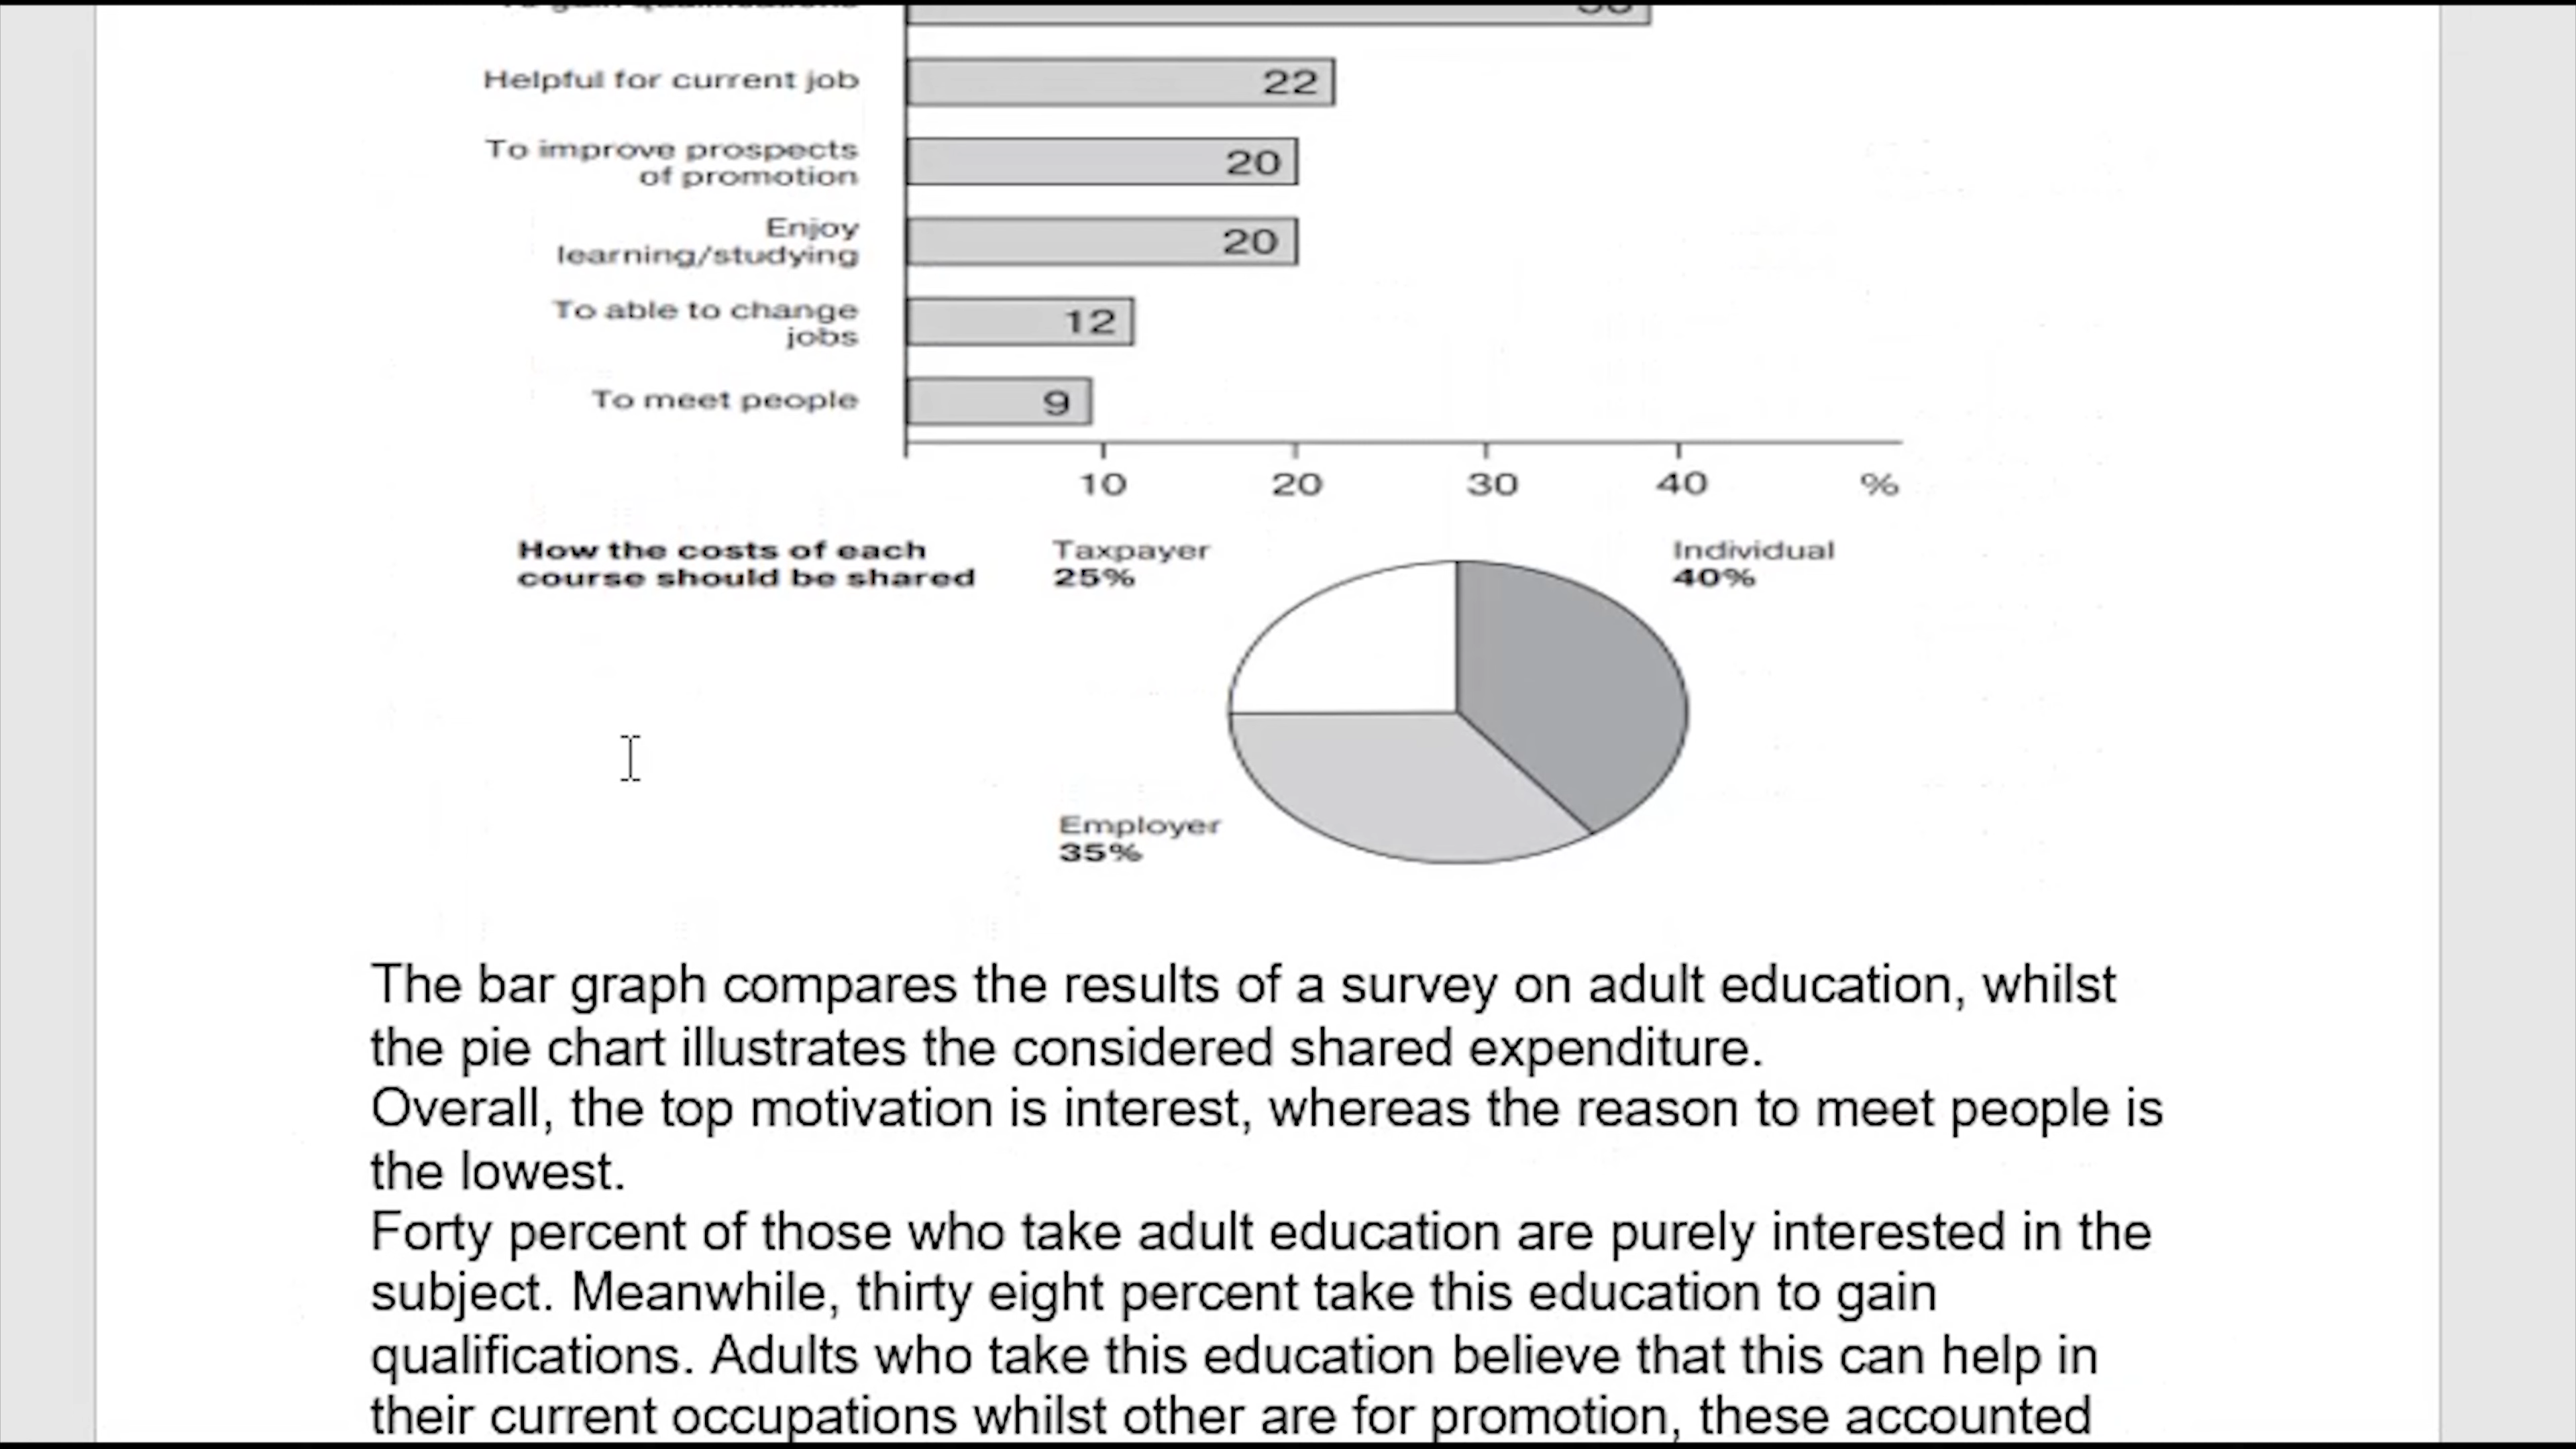 To gain qualifications
38
Helpful for current job
22
To improve prospects
of promotion
20
Enjoy
learning/studying
20
To able to change
jobs
12
To meet people
9
10 20 30 40 %
How the costs of each
course should be shared
Taxpayer
25%
Individual
40%
Employer
35%
The bar graph compares the results of a survey on adult education, whilst
the pie chart illustrates the considered shared expenditure.
Overall, the top motivation is interest, whereas the reason to meet people is
the lowest.
Forty percent of those who take adult education are purely interested in the
subject. Meanwhile, thirty eight percent take this education to gain
qualifications. Adults who take this education believe that this can help in
their current occupations whilst other are for promotion, these accounted